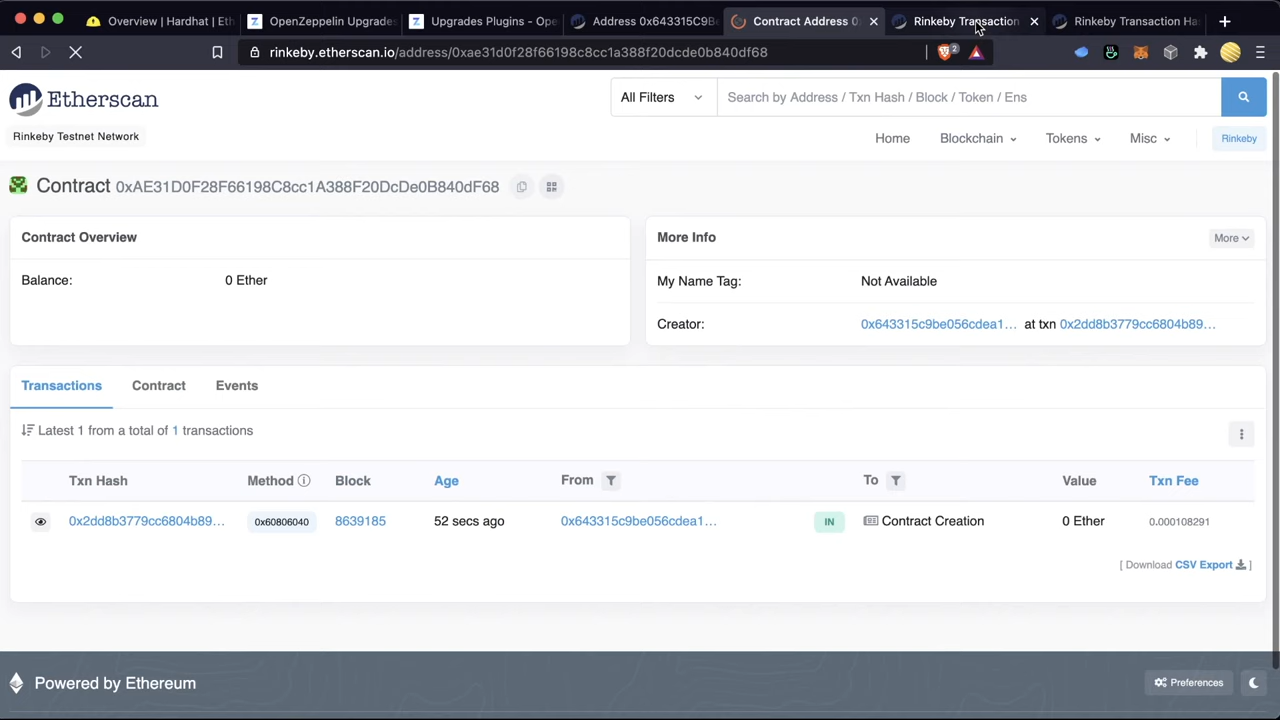 Overview | Hardhat | Eth
OpenZeppelin Upgrades
Upgrades Plugins - Ope
Address 0x643315C9Be
Contract Address 0
Rinkeby Transaction
Rinkeby Transaction Ha
rinkeby.etherscan.io/address/0xae31d0f28f66198c8cc1a388f20dcde0b840df68
2
Etherscan
All Filters
Search by Address / Txn Hash / Block / Token / Ens
Rinkeby Testnet Network
Home
Blockchain
Tokens
Misc
Rinkeby
Contract 0xAE31D0F28F66198C8cc1A388F20DcDe0B840dF68
Contract Overview
Balance:
0 Ether
More Info
More
My Name Tag:
Not Available
Creator:
0x643315c9be056cdea1... at txn 0x2dd8b3779cc6804b89...
Transactions
Contract
Events
Latest 1 from a total of 1 transactions
Txn Hash
Method
Block
Age
From
To
Value
Txn Fee
0x2dd8b3779cc6804b89...
0x60806040
8639185
52 secs ago
0x643315c9be056cdea1...
IN
Contract Creation
0 Ether
0.000108291
[ Download CSV Export ]
Powered by Ethereum
Preferences